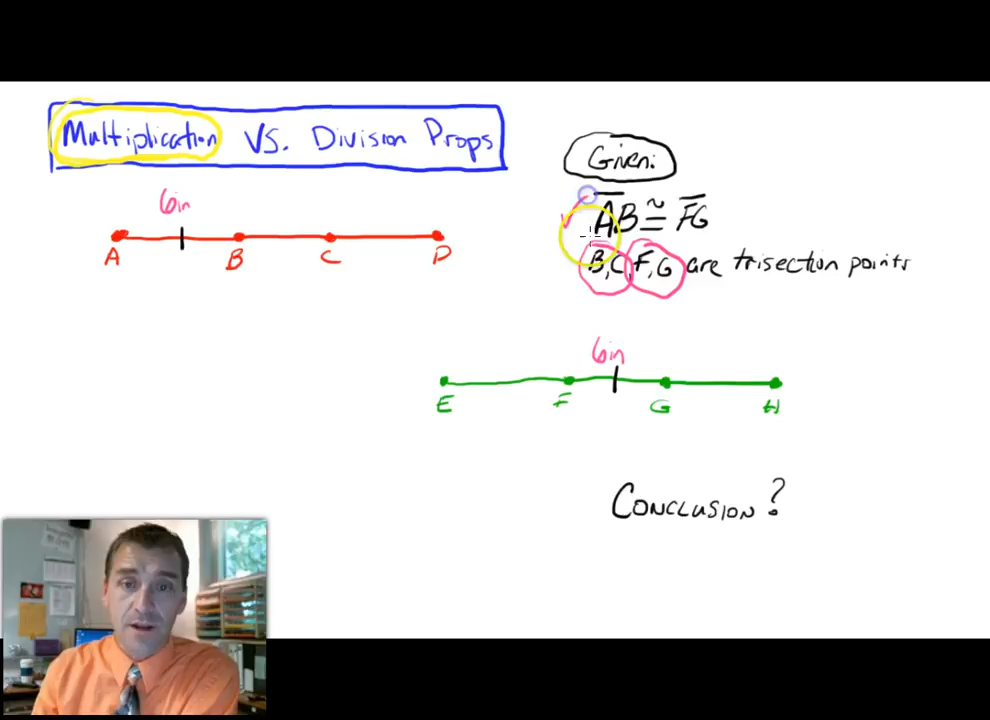 Multiplication VS. Division Props
Given:
AB ≅ FG
B, C, F, G are trisection points
6in
A B C D
6in
E F G H
CONCLUSION?